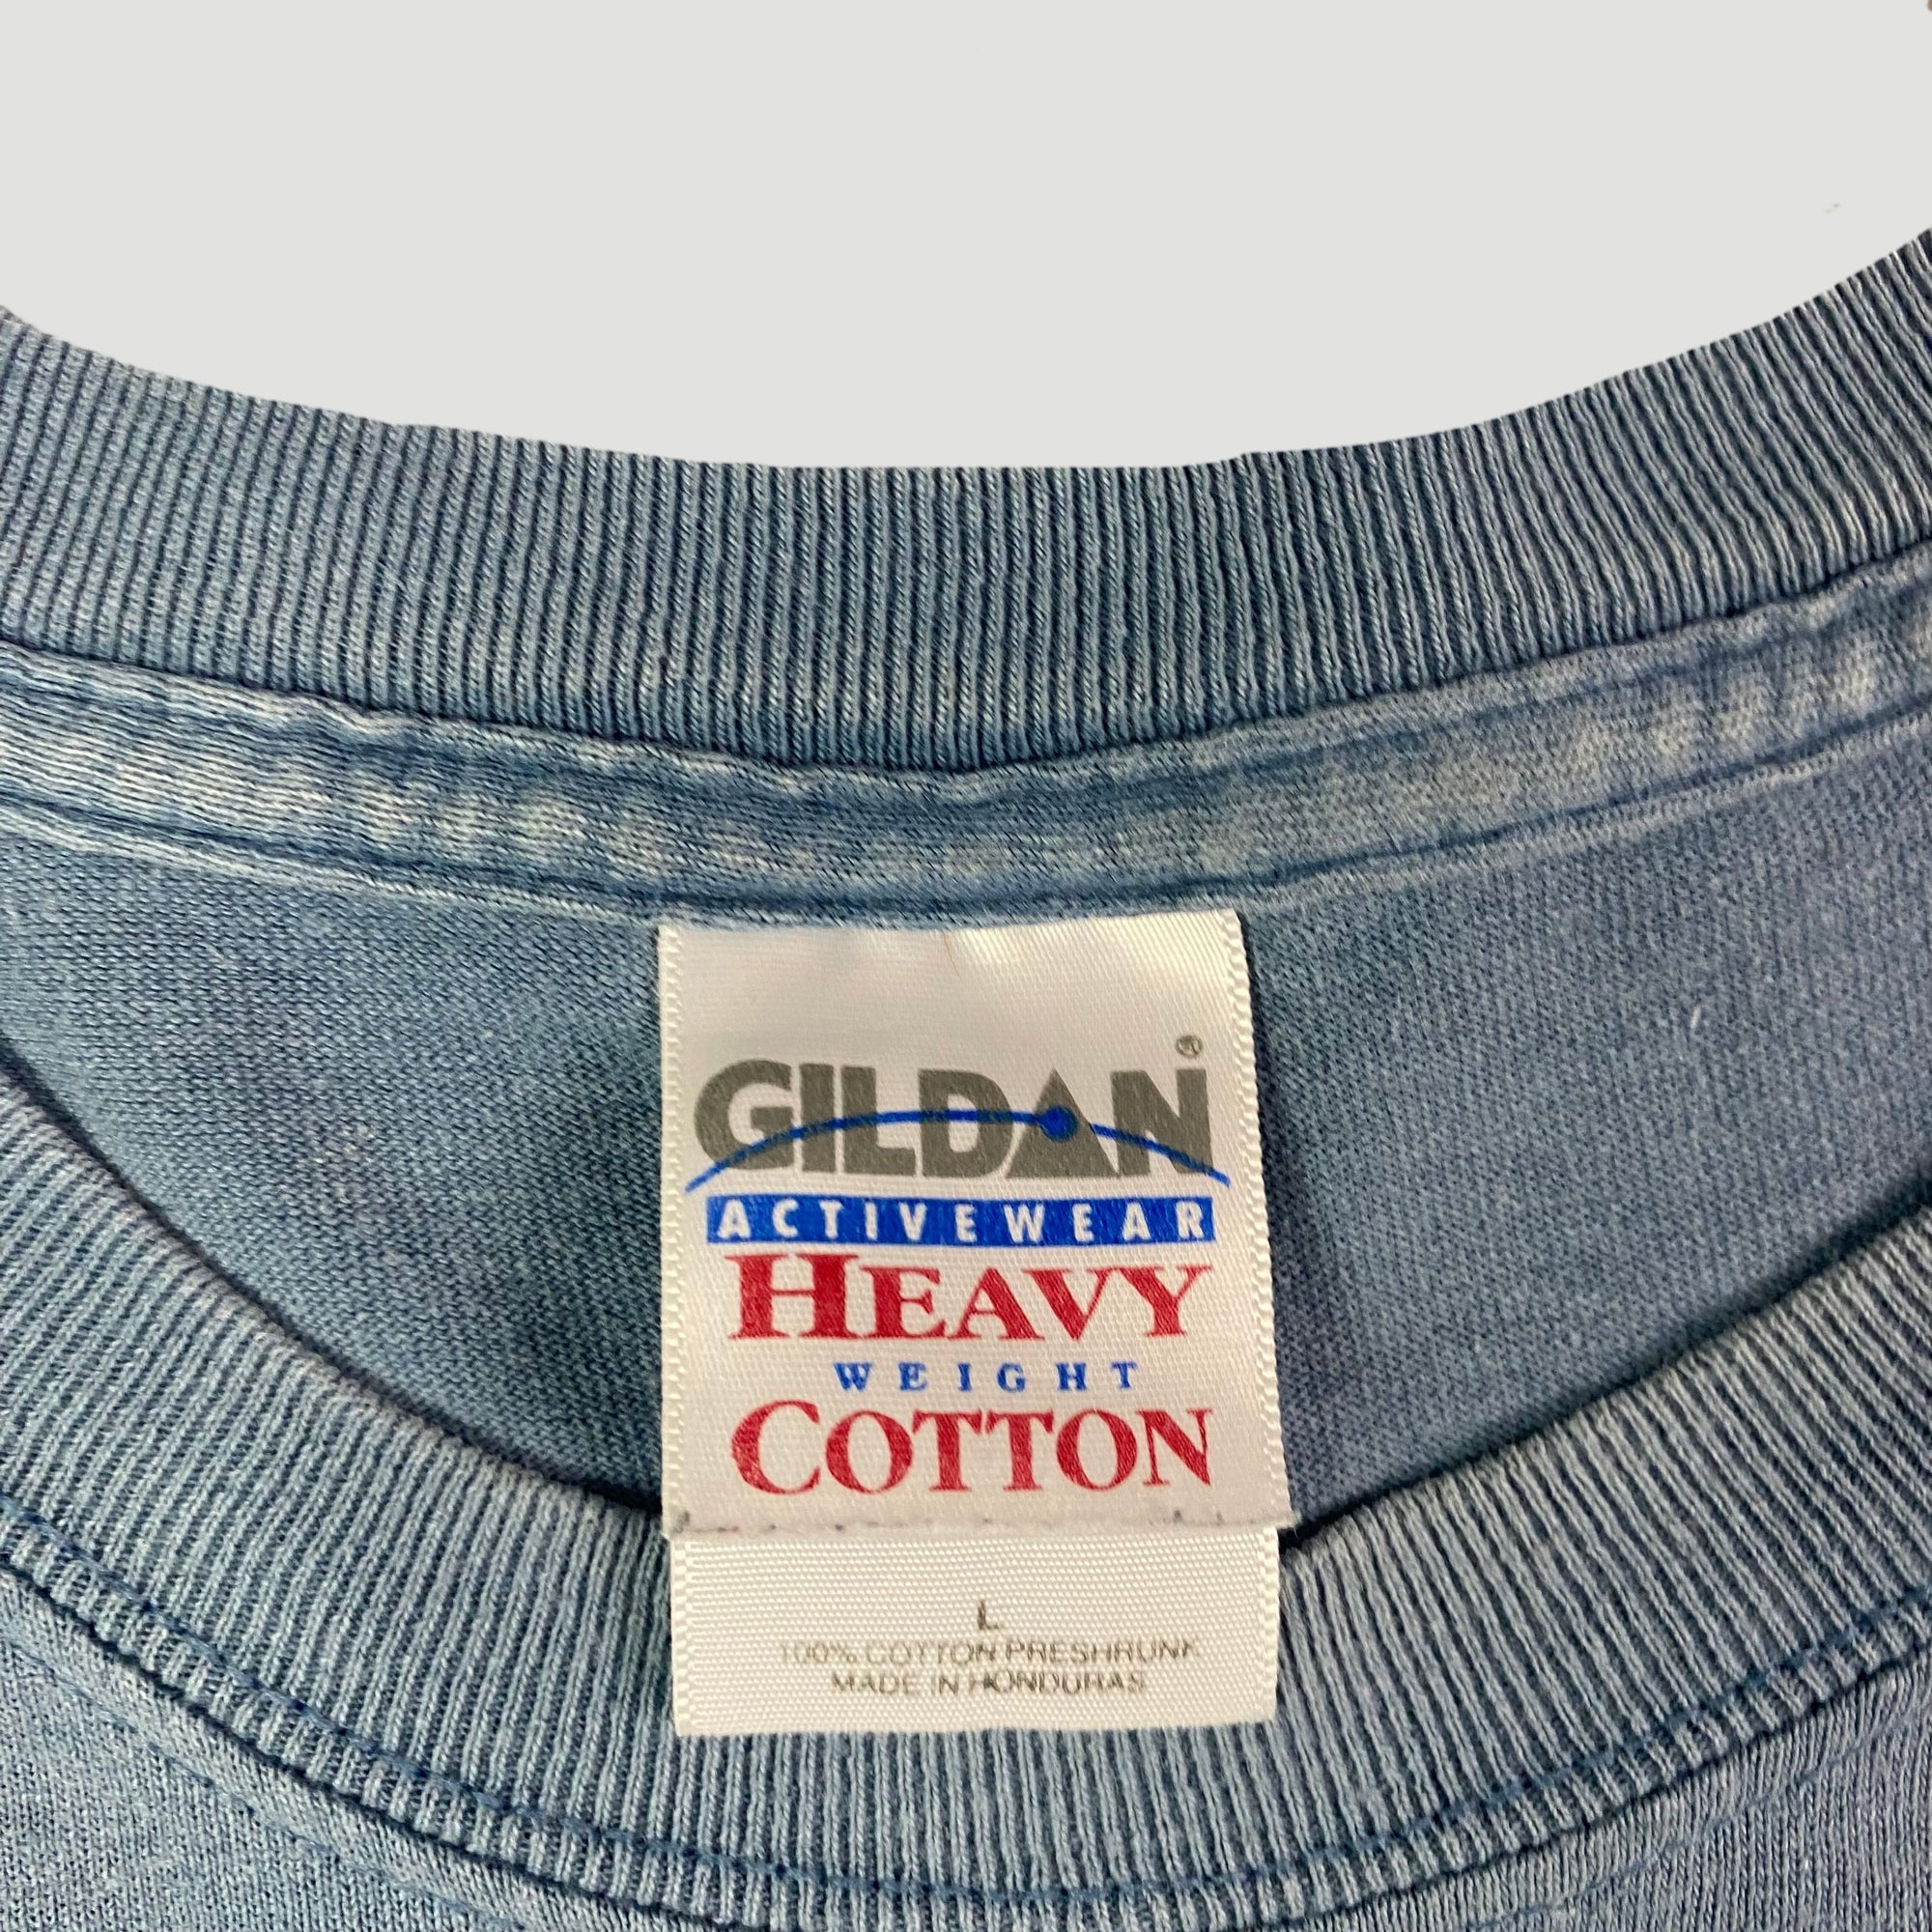 GILDAN®
ACTIVEWEAR
HEAVY
WEIGHT
COTTON
L
100% COTTON PRESHRUNK
MADE IN HONDURAS